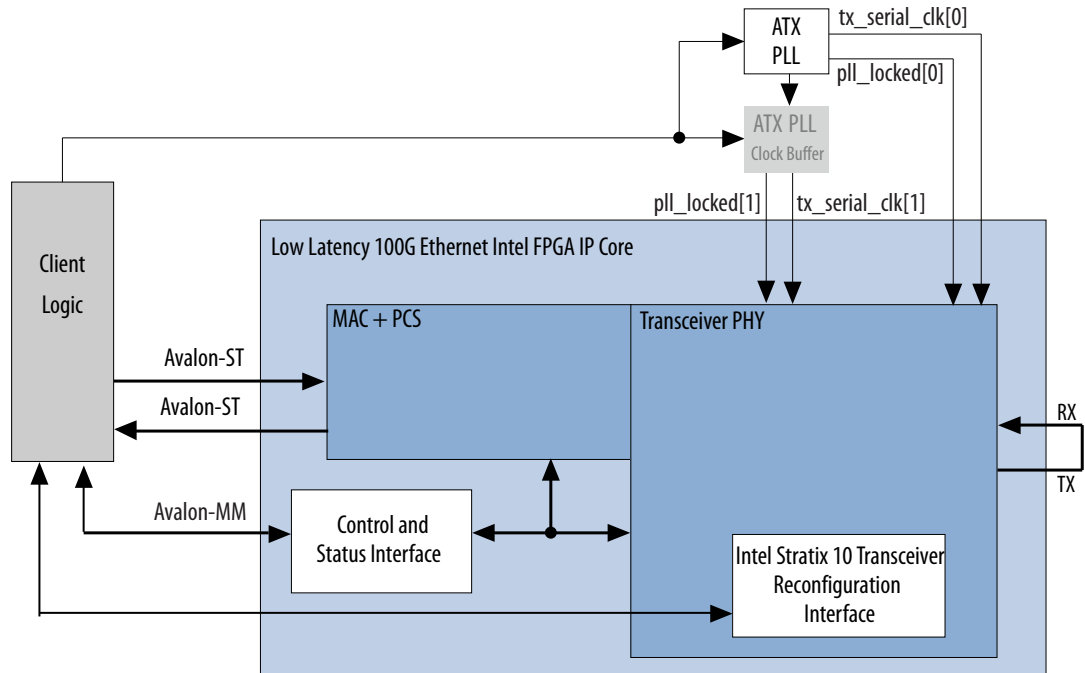 ATX
PLL
tx_serial_clk[0]
pll_locked[0]
ATX PLL
Clock Buffer
pll_locked[1]
tx_serial_clk[1]
Low Latency 100G Ethernet Intel FPGA IP Core
Client
Logic
MAC + PCS
Transceiver PHY
Avalon-ST
Avalon-ST
RX
TX
Avalon-MM
Control and
Status Interface
Intel Stratix 10 Transceiver
Reconfiguration
Interface